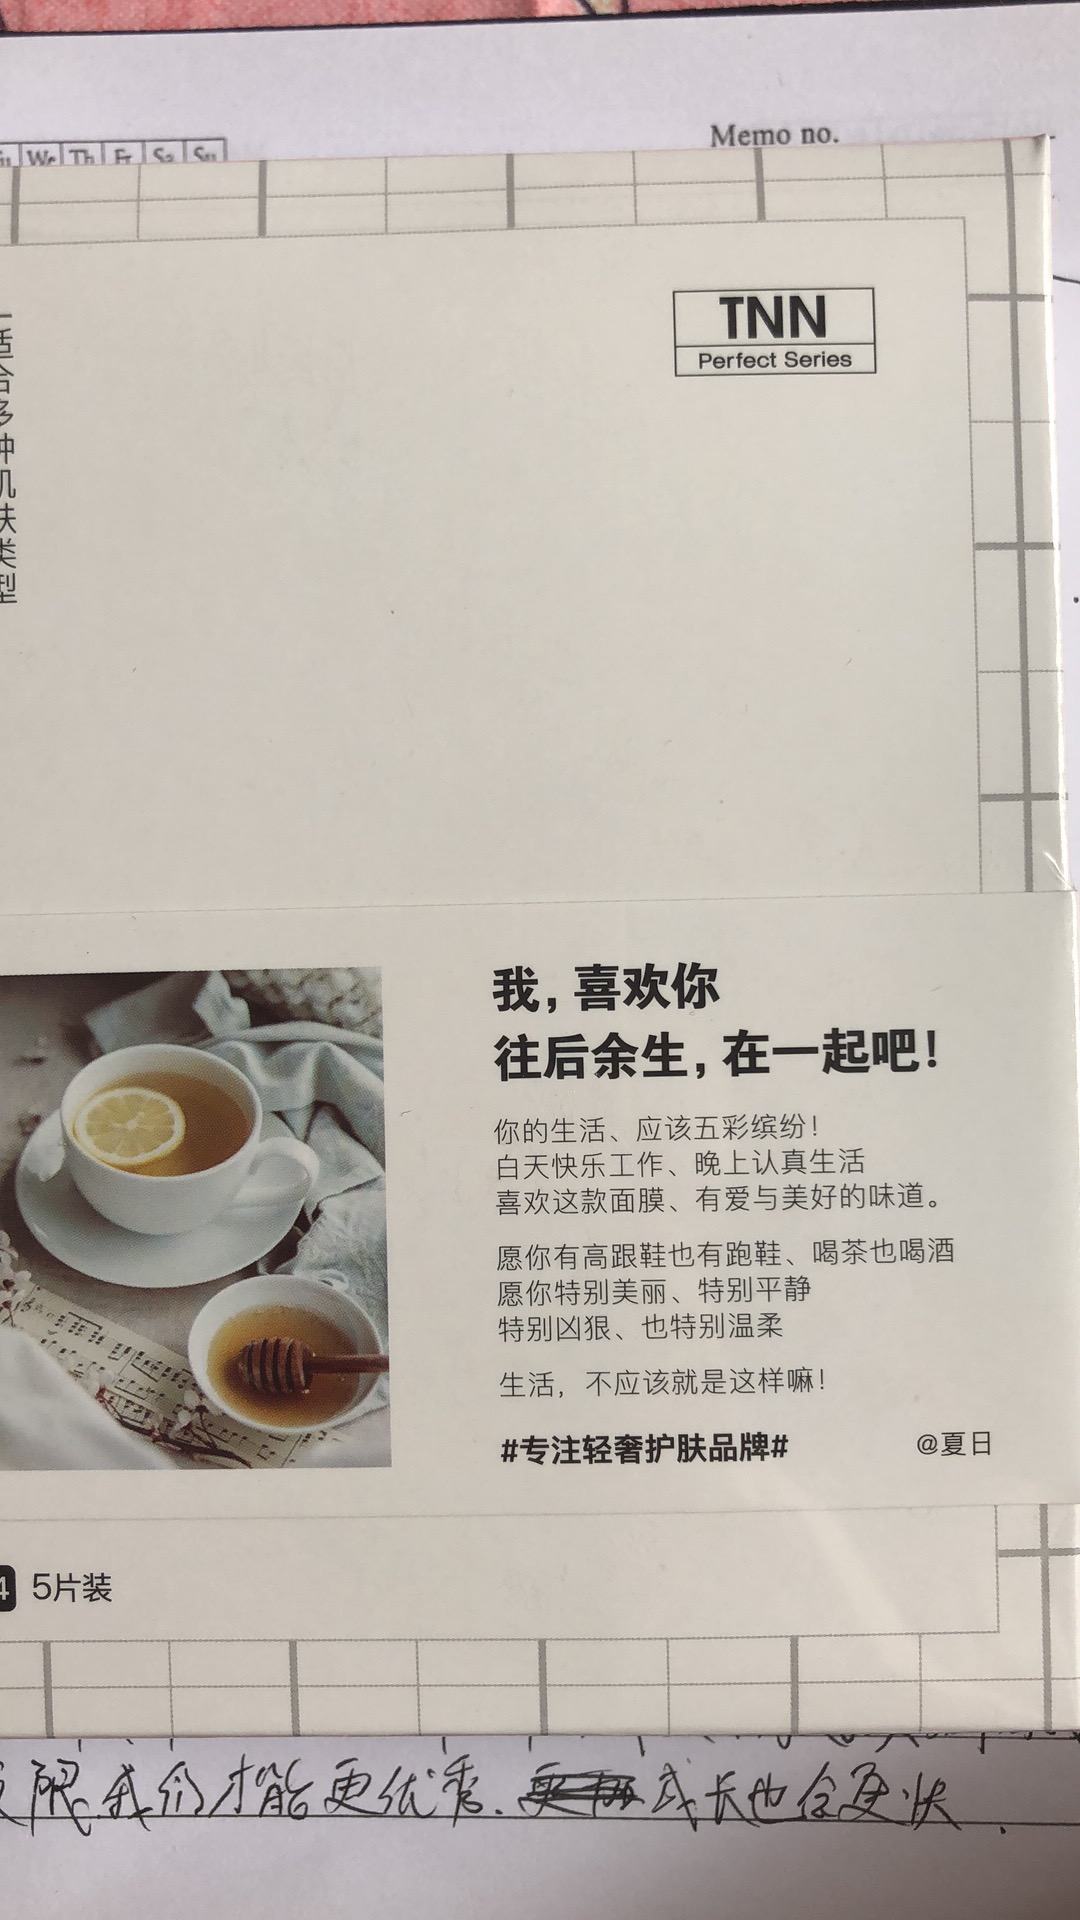 Memo no.
We Th Fr Sa Su
TNN
Perfect Series
适合多种肌肤类型
我，喜欢你
往后余生，在一起吧！
你的生活、应该五彩缤纷！
白天快乐工作、晚上认真生活
喜欢这款面膜、有爱与美好的味道。
愿你有高跟鞋也有跑鞋、喝茶也喝酒
愿你特别美丽、特别平静
特别凶狠、也特别温柔
生活，不应该就是这样嘛！
#专注轻奢护肤品牌#
@夏日
4 5片装
限,我们才能更优秀、成长也会更快.